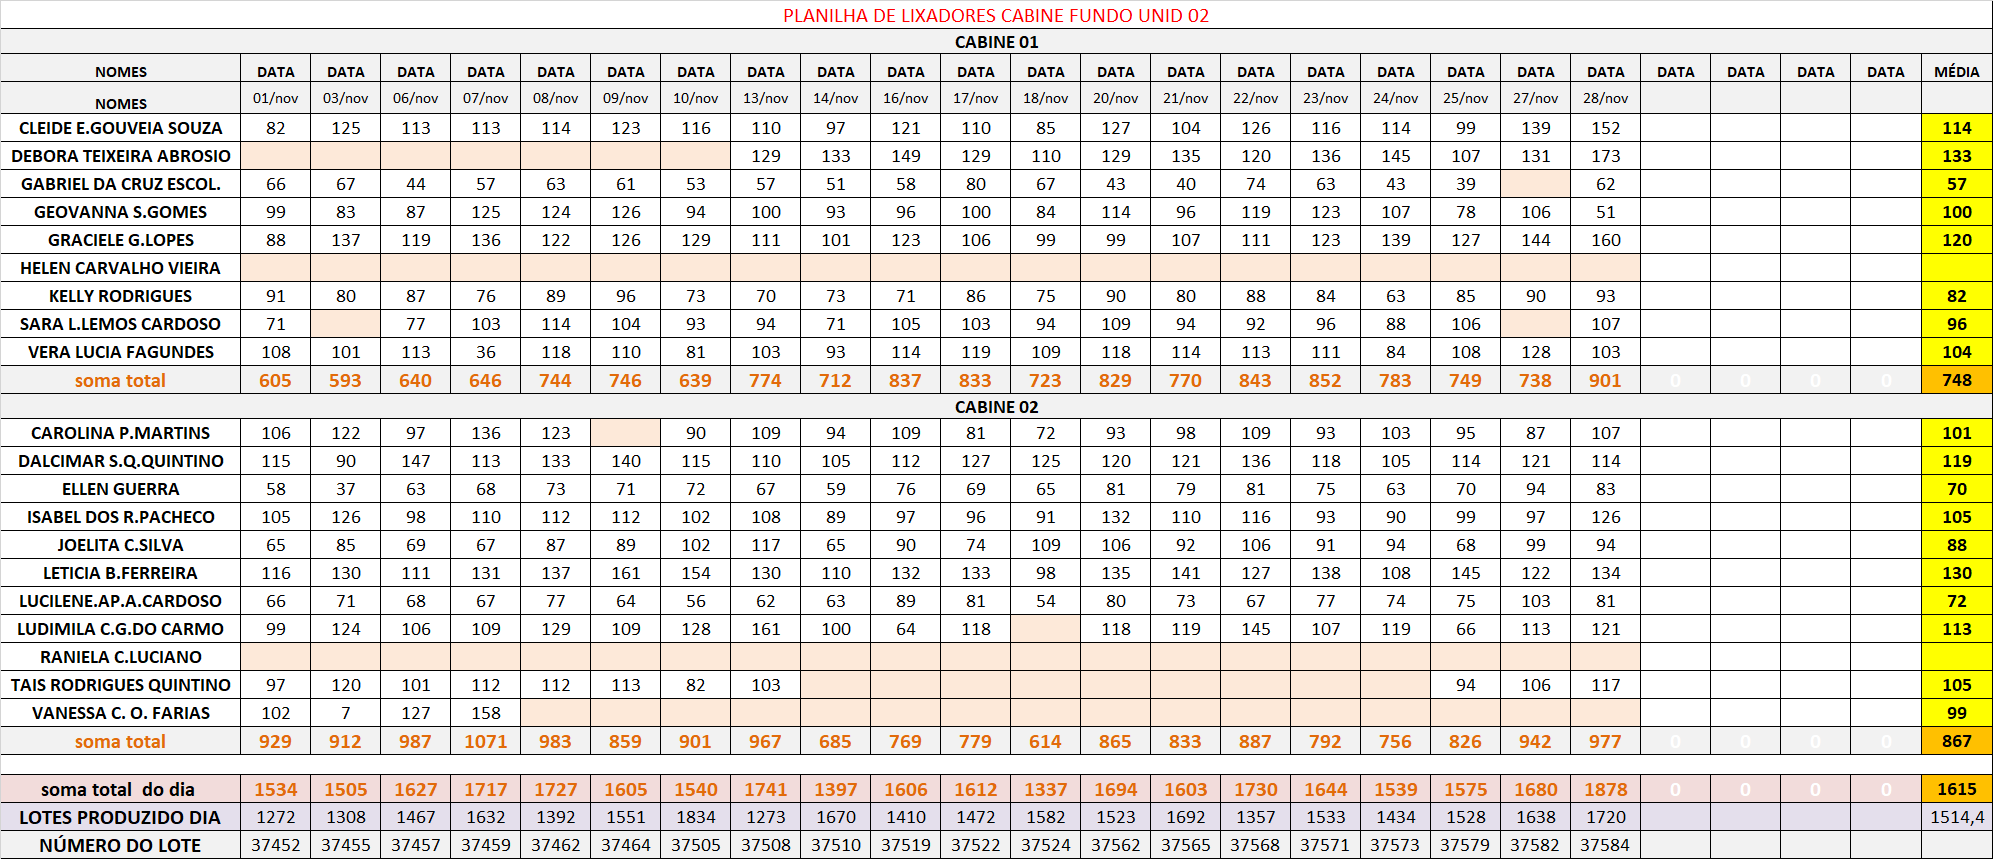 PLANILHA DE LIXADORES CABINE FUNDO UNID 02
CABINE 01
NOMES DATA DATA DATA DATA DATA DATA DATA DATA DATA DATA DATA DATA DATA DATA DATA DATA DATA DATA DATA DATA DATA DATA DATA DATA MÉDIA
NOMES 01/nov 03/nov 06/nov 07/nov 08/nov 09/nov 10/nov 13/nov 14/nov 16/nov 17/nov 18/nov 20/nov 21/nov 22/nov 23/nov 24/nov 25/nov 27/nov 28/nov
CLEIDE E.GOUVEIA SOUZA 82 125 113 113 114 123 116 110 97 121 110 85 127 104 126 116 114 99 139 152 114
DEBORA TEIXEIRA ABROSIO 129 133 149 129 110 129 135 120 136 145 107 131 173 133
GABRIEL DA CRUZ ESCOL. 66 67 44 57 63 61 53 57 51 58 80 67 43 40 74 63 43 39 62 57
GEOVANNA S.GOMES 99 83 87 125 124 126 94 100 93 96 100 84 114 96 119 123 107 78 106 51 100
GRACIELE G.LOPES 88 137 119 136 122 126 129 111 101 123 106 99 99 107 111 123 139 127 144 160 120
HELEN CARVALHO VIEIRA
KELLY RODRIGUES 91 80 87 76 89 96 73 70 73 71 86 75 90 80 88 84 63 85 90 93 82
SARA L.LEMOS CARDOSO 71 77 103 114 104 93 94 71 105 103 94 109 94 92 96 88 106 107 96
VERA LUCIA FAGUNDES 108 101 113 36 118 110 81 103 93 114 119 109 118 114 113 111 84 108 128 103 104
soma total 605 593 640 646 744 746 639 774 712 837 833 723 829 770 843 852 783 749 738 901 0 0 0 0 748
CABINE 02
CAROLINA P.MARTINS 106 122 97 136 123 90 109 94 109 81 72 93 98 109 93 103 95 87 107 101
DALCIMAR S.Q.QUINTINO 115 90 147 113 133 140 115 110 105 112 127 125 120 121 136 118 105 114 121 114 119
ELLEN GUERRA 58 37 63 68 73 71 72 67 59 76 69 65 81 79 81 75 63 70 94 83 70
ISABEL DOS R.PACHECO 105 126 98 110 112 112 102 108 89 97 96 91 132 110 116 93 90 99 97 126 105
JOELITA C.SILVA 65 85 69 67 87 89 102 117 65 90 74 109 106 92 106 91 94 68 99 94 88
LETICIA B.FERREIRA 116 130 111 131 137 161 154 130 110 132 133 98 135 141 127 138 108 145 122 134 130
LUCILENE.AP.A.CARDOSO 66 71 68 67 77 64 56 62 63 89 81 54 80 73 67 77 74 75 103 81 72
LUDIMILA C.G.DO CARMO 99 124 106 109 129 109 128 161 100 64 118 118 119 145 107 119 66 113 121 113
RANIELA C.LUCIANO
TAIS RODRIGUES QUINTINO 97 120 101 112 112 113 82 103 94 106 117 105
VANESSA C. O. FARIAS 102 7 127 158 99
soma total 929 912 987 1071 983 859 901 967 685 769 779 614 865 833 887 792 756 826 942 977 0 0 0 0 867
soma total do dia 1534 1505 1627 1717 1727 1605 1540 1741 1397 1606 1612 1337 1694 1603 1730 1644 1539 1575 1680 1878 0 0 0 0 1615
LOTES PRODUZIDO DIA 1272 1308 1467 1632 1392 1551 1834 1273 1670 1410 1472 1582 1523 1692 1357 1533 1434 1528 1638 1720 1514,4
NÚMERO DO LOTE 37452 37455 37457 37459 37462 37464 37505 37508 37510 37519 37522 37524 37562 37565 37568 37571 37573 37579 37582 37584